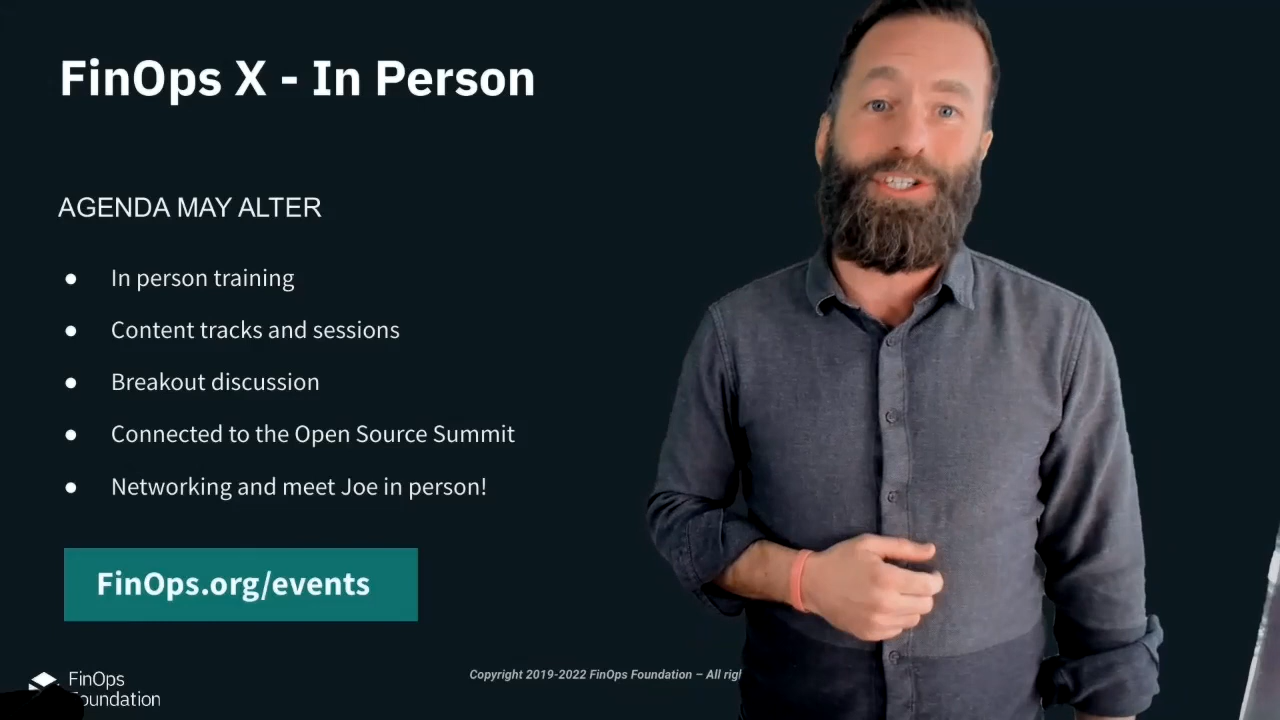 FinOps X - In Person
AGENDA MAY ALTER
● In person training
● Content tracks and sessions
● Breakout discussion
● Connected to the Open Source Summit
● Networking and meet Joe in person!
FinOps.org/events
FinOps
Foundation
Copyright 2019-2022 FinOps Foundation – All